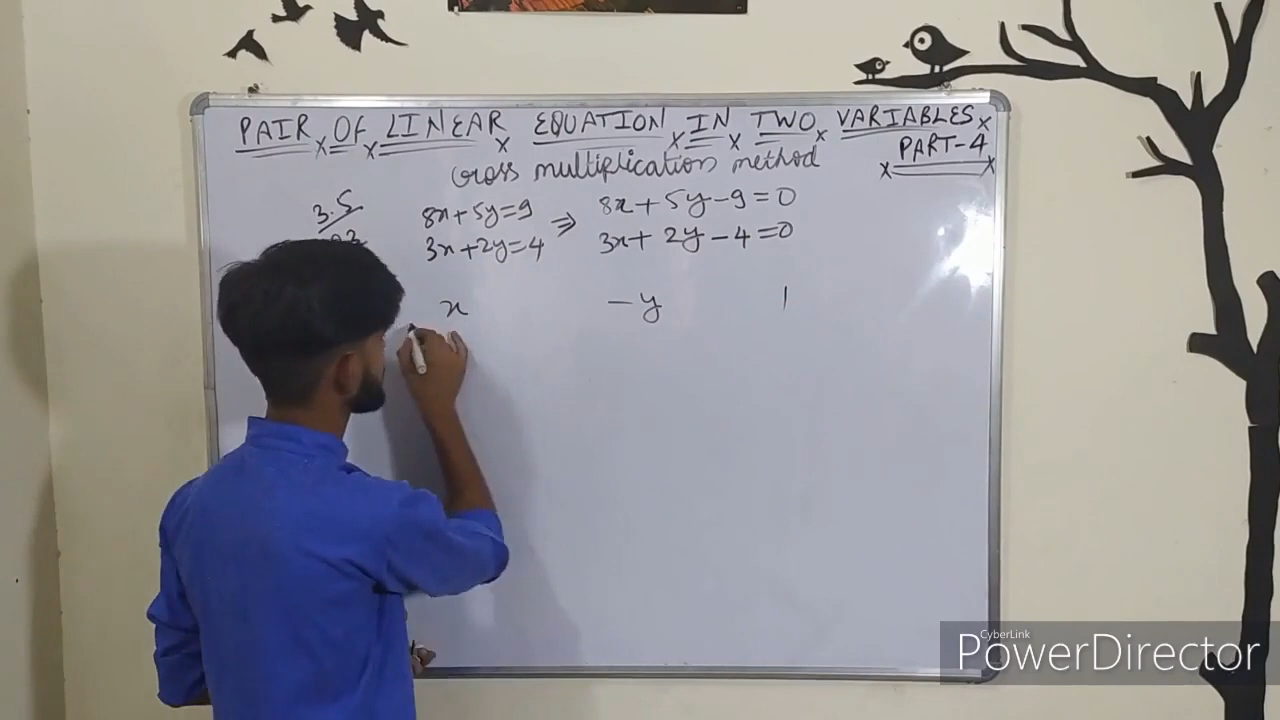 PAIR OF LINEAR EQUATION IN TWO VARIABLES
PART-4
Cross multiplication method
3.5
8x+5y=9 ⇒ 8x+5y-9=0
3x+2y=4 3x+2y-4=0
x -y 1
CyberLink
PowerDirector